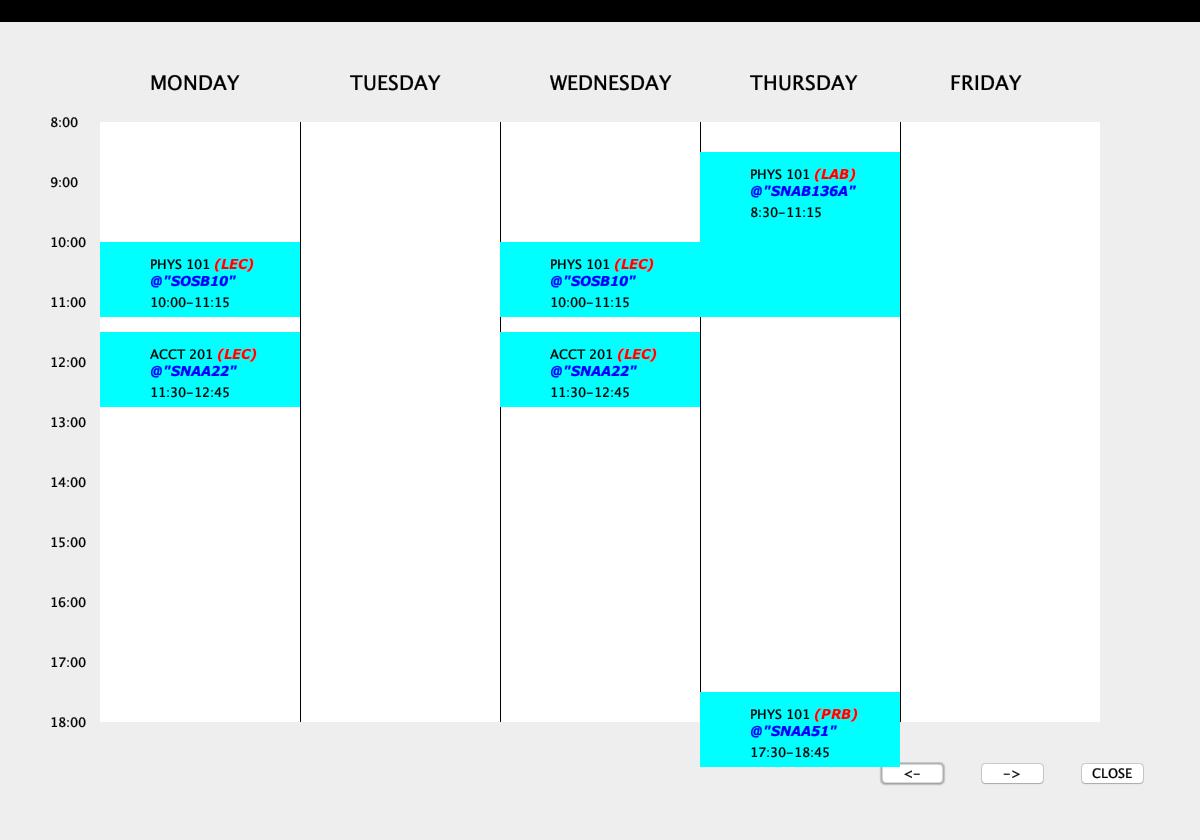 MONDAY TUESDAY WEDNESDAY THURSDAY FRIDAY
8:00
PHYS 101 (LAB)
@"SNAB136A"
8:30-11:15
9:00
10:00
PHYS 101 (LEC)
@"SOSB10"
10:00-11:15
PHYS 101 (LEC)
@"SOSB10"
10:00-11:15
11:00
ACCT 201 (LEC)
@"SNAA22"
11:30-12:45
ACCT 201 (LEC)
@"SNAA22"
11:30-12:45
12:00
13:00
14:00
15:00
16:00
17:00
PHYS 101 (PRB)
@"SNAA51"
17:30-18:45
18:00
<- -> CLOSE